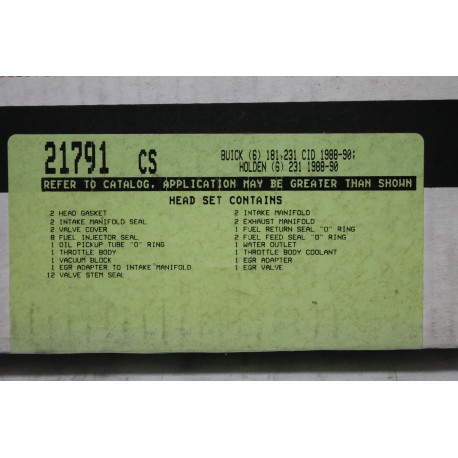 21791 CS
BUICK (6) 181,231 CID 1988-90;
HOLDEN (6) 231 1988-90
REFER TO CATALOG, APPLICATION MAY BE GREATER THAN SHOWN
HEAD SET CONTAINS
2 HEAD GASKET
2 INTAKE MANIFOLD SEAL
2 VALVE COVER
8 FUEL INJECTOR SEAL
1 OIL PICKUP TUBE "O" RING
1 THROTTLE BODY
1 VACUUM BLOCK
1 EGR ADAPTER TO INTAKE MANIFOLD
12 VALVE STEM SEAL
2 INTAKE MANIFOLD
2 EXHAUST MANIFOLD
1 FUEL RETURN SEAL "O" RING
2 FUEL FEED SEAL "O" RING
1 WATER OUTLET
1 THROTTLE BODY COOLANT
1 EGR ADAPTER
1 EGR VALVE